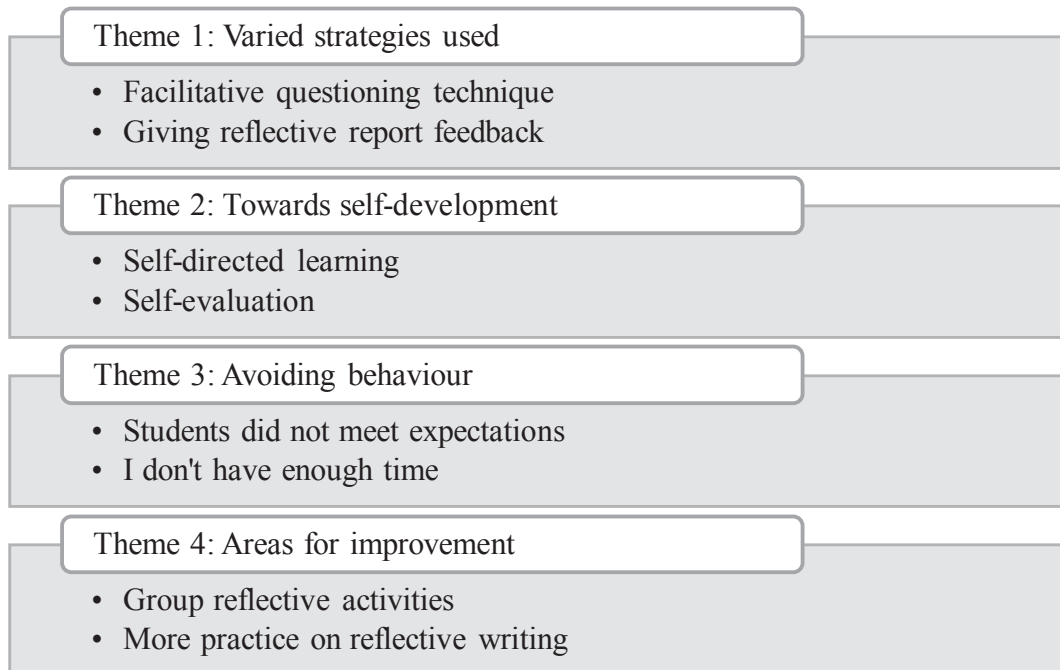 Theme 1: Varied strategies used
• Facilitative questioning technique
• Giving reflective report feedback
Theme 2: Towards self-development
• Self-directed learning
• Self-evaluation
Theme 3: Avoiding behaviour
• Students did not meet expectations
• I don't have enough time
Theme 4: Areas for improvement
• Group reflective activities
• More practice on reflective writing